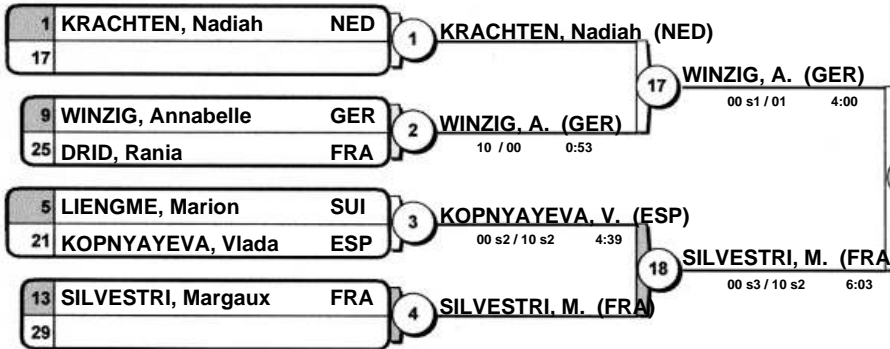 1 KRACHTEN, Nadiah NED
17
1 KRACHTEN, Nadiah (NED)
9 WINZIG, Annabelle GER
25 DRID, Rania FRA
2 WINZIG, A. (GER)
10 / 00 0:53
17 WINZIG, A. (GER)
00 s1 / 01 4:00
5 LIENGME, Marion SUI
21 KOPNYAYEVA, Vlada ESP
3 KOPNYAYEVA, V. (ESP)
00 s2 / 10 s2 4:39
13 SILVESTRI, Margaux FRA
29
4 SILVESTRI, M. (FRA)
18 SILVESTRI, M. (FRA
00 s3 / 10 s2 6:03